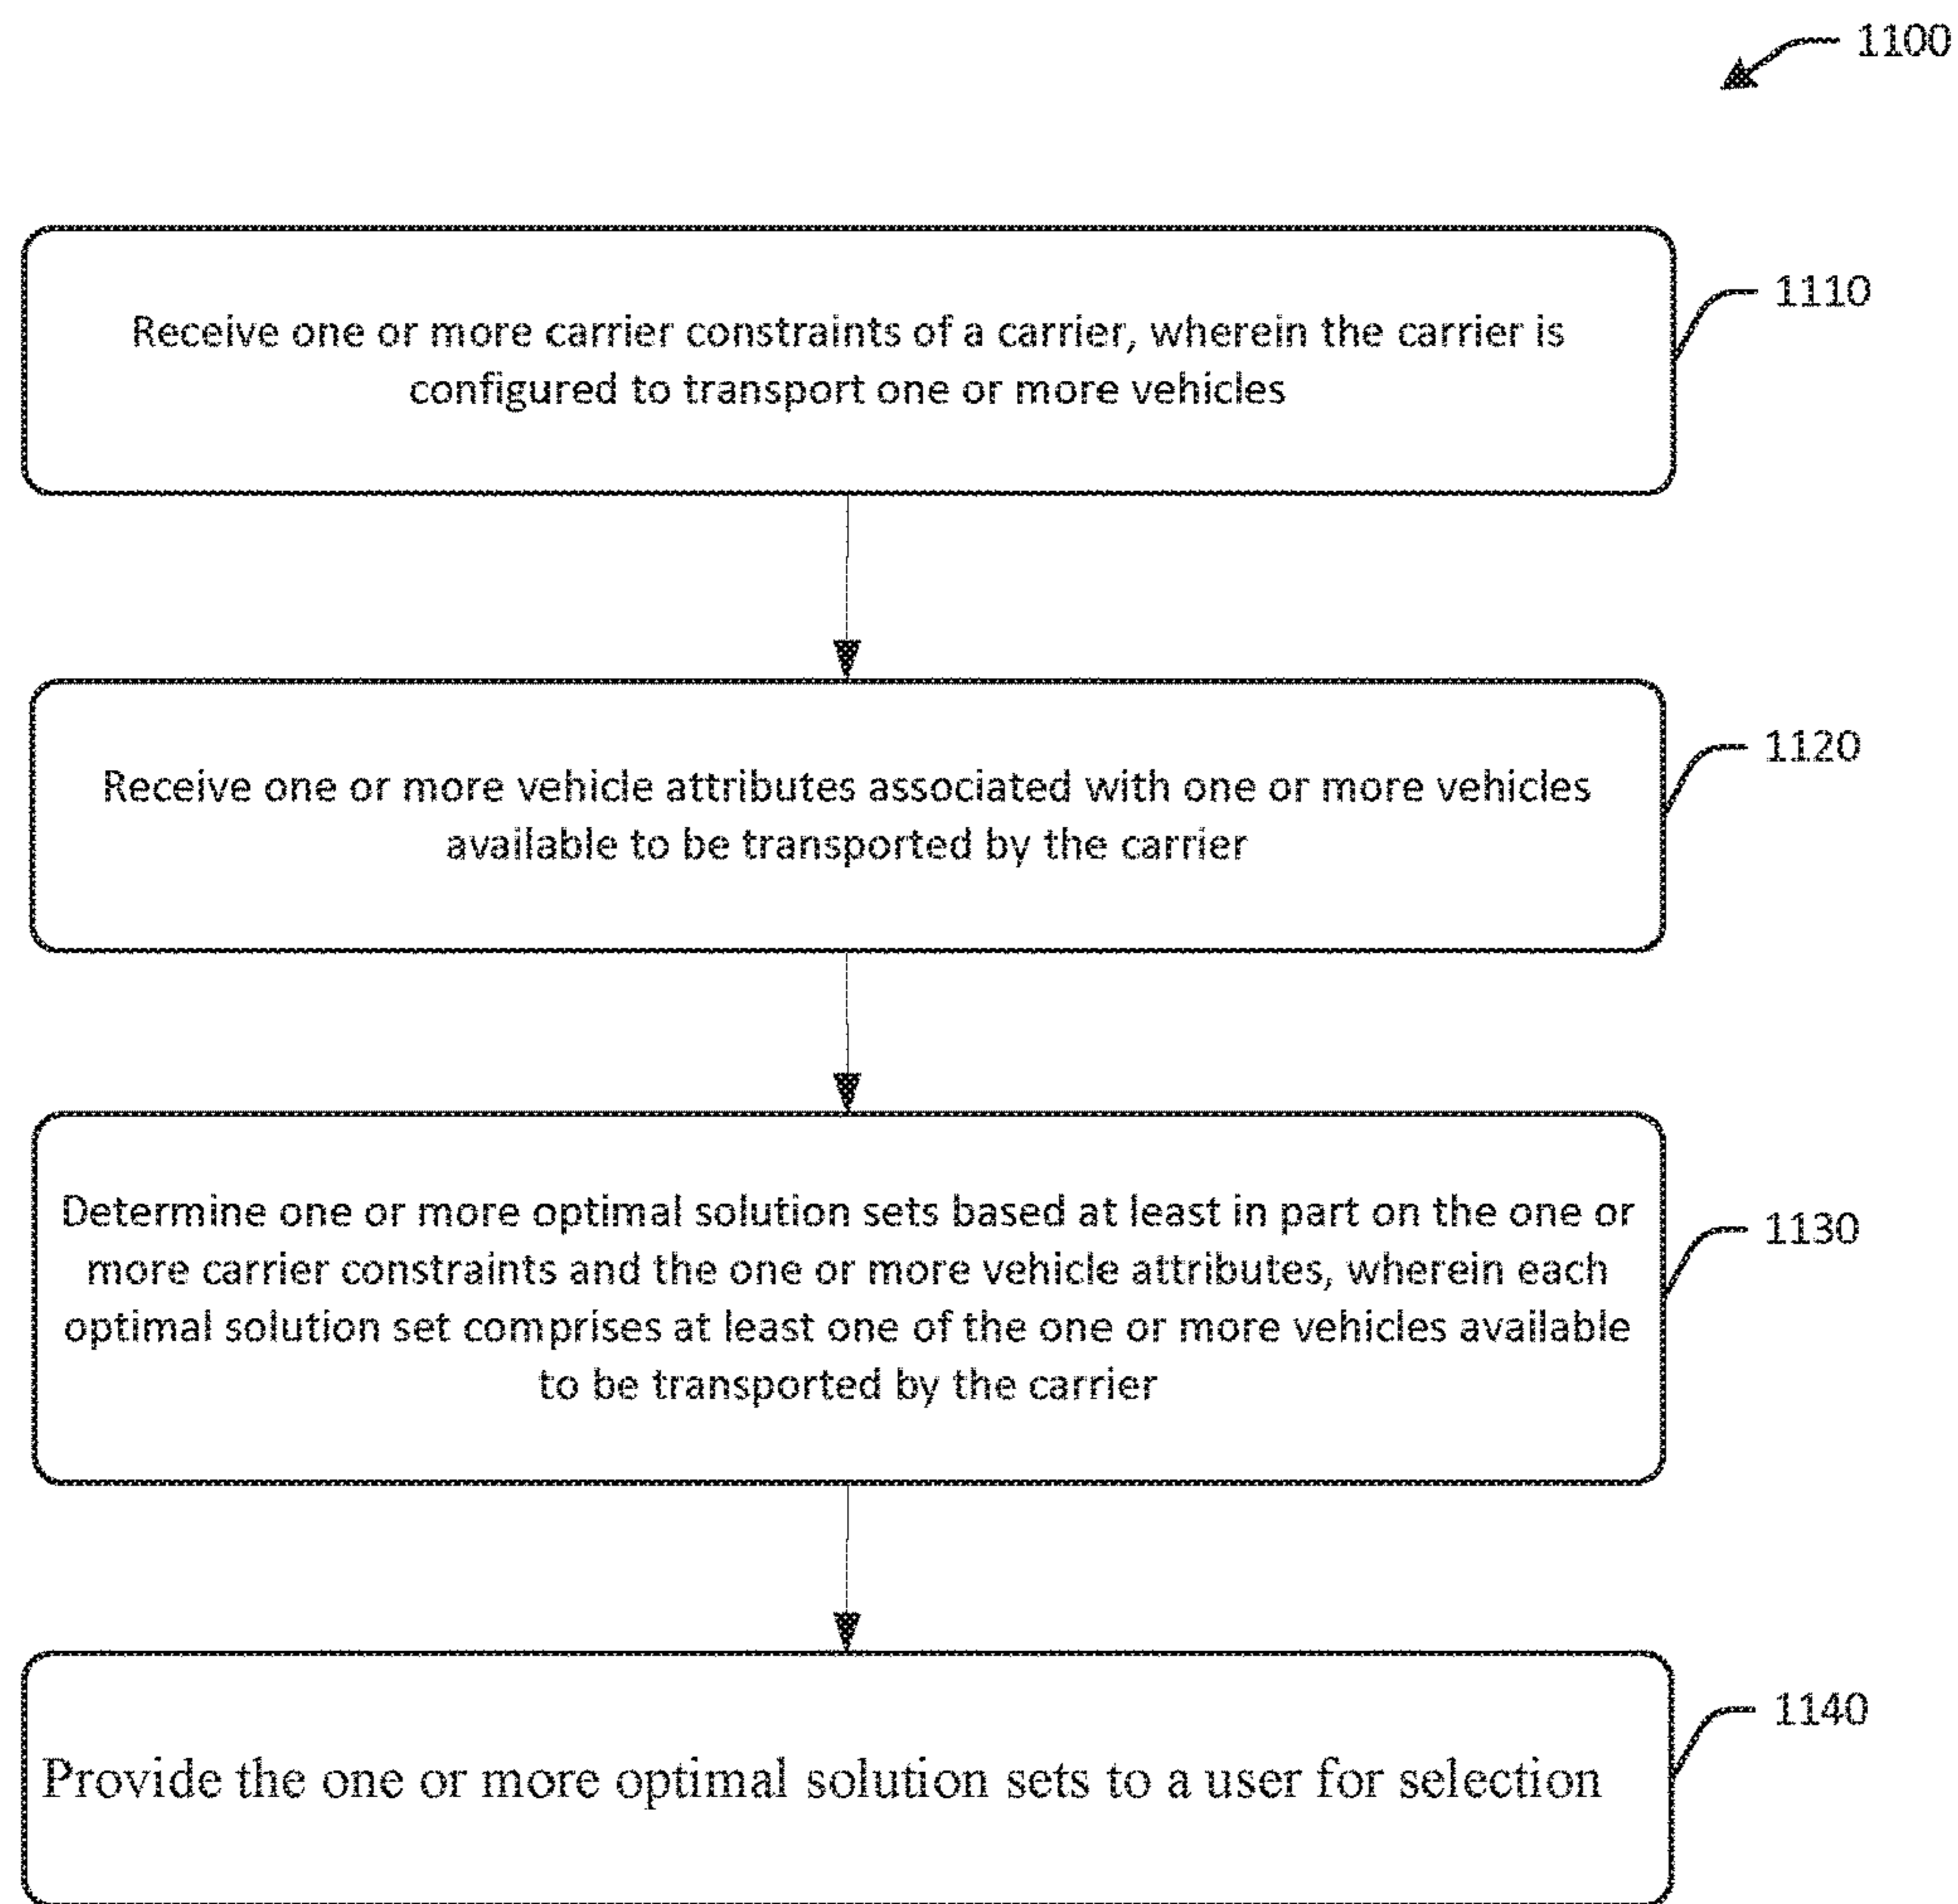 1100
Receive one or more carrier constraints of a carrier, wherein the carrier is
configured to transport one or more vehicles
1110
Receive one or more vehicle attributes associated with one or more vehicles
available to be transported by the carrier
1120
Determine one or more optimal solution sets based at least in part on the one or
more carrier constraints and the one or more vehicle attributes, wherein each
optimal solution set comprises at least one of the one or more vehicles available
to be transported by the carrier
1130
Provide the one or more optimal solution sets to a user for selection
1140